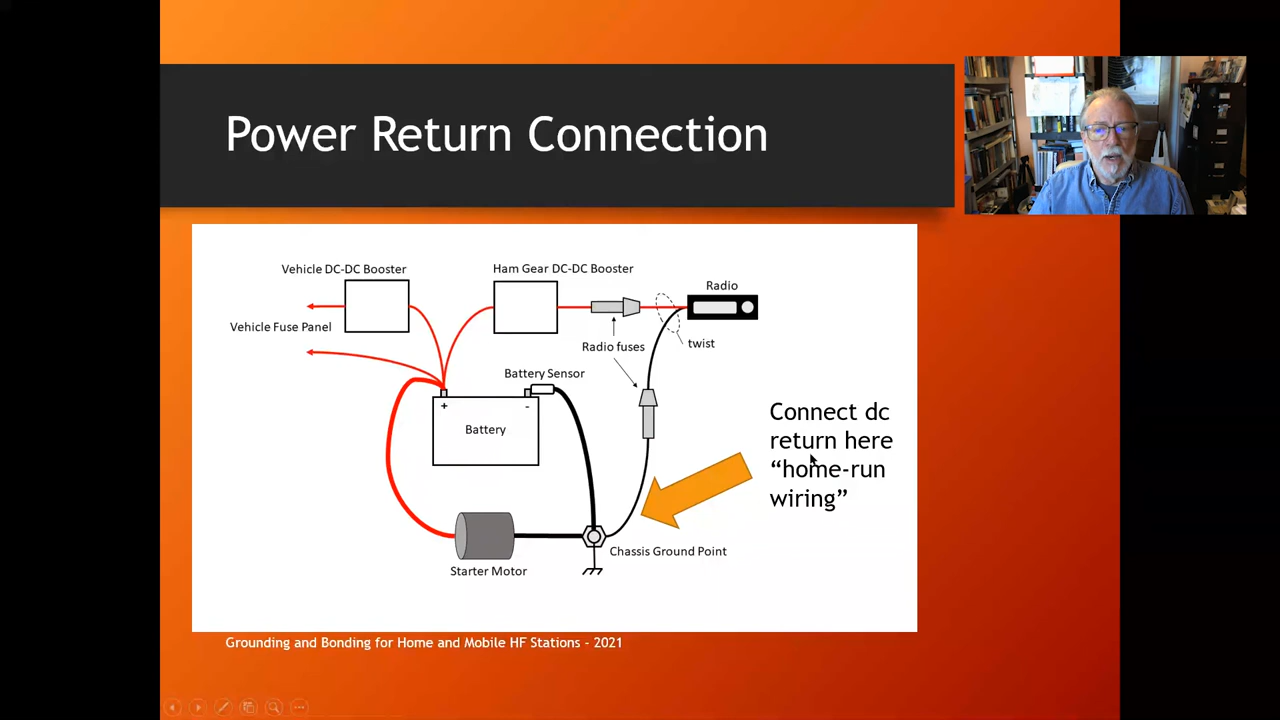 Power Return Connection
Vehicle DC-DC Booster
Ham Gear DC-DC Booster
Radio
Vehicle Fuse Panel
Radio fuses
twist
Battery Sensor
+
-
Battery
Connect dc
return here
“home-run
wiring”
Chassis Ground Point
Starter Motor
Grounding and Bonding for Home and Mobile HF Stations - 2021